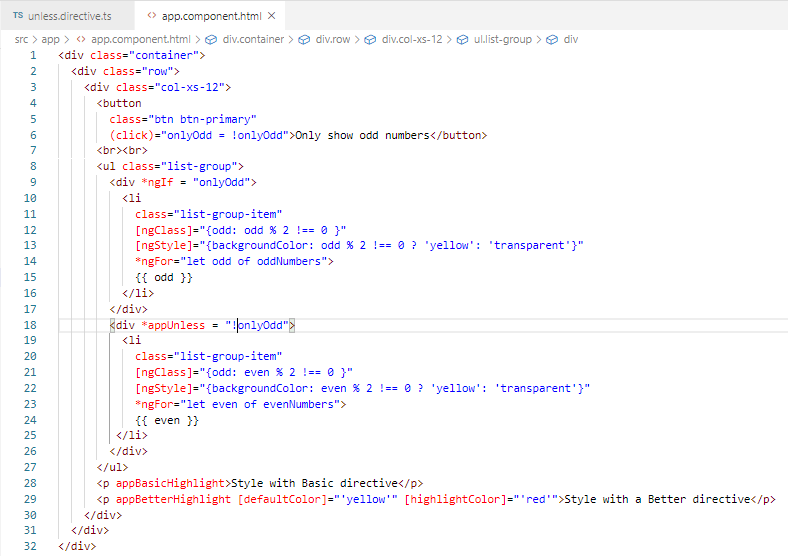 TS unless.directive.ts <> app.component.html ×
src > app > <> app.component.html > div.container > div.row > div.col-xs-12 > ul.list-group > div
1 <div class="container">
2 <div class="row">
3 <div class="col-xs-12">
4 <button
5 class="btn btn-primary"
6 (click)="onlyOdd = !onlyOdd">Only show odd numbers</button>
7 <br><br>
8 <ul class="list-group">
9 <div *ngIf = "onlyOdd">
10 <li
11 class="list-group-item"
12 [ngClass]="{odd: odd % 2 !== 0 }"
13 [ngStyle]="{backgroundColor: odd % 2 !== 0 ? 'yellow': 'transparent'}"
14 *ngFor="let odd of oddNumbers">
15 {{ odd }}
16 </li>
17 </div>
18 <div *appUnless = "!onlyOdd">
19 <li
20 class="list-group-item"
21 [ngClass]="{odd: even % 2 !== 0 }"
22 [ngStyle]="{backgroundColor: even % 2 !== 0 ? 'yellow': 'transparent'}"
23 *ngFor="let even of evenNumbers">
24 {{ even }}
25 </li>
26 </div>
27 </ul>
28 <p appBasicHighlight>Style with Basic directive</p>
29 <p appBetterHighlight [defaultColor]="'yellow'" [highlightColor]="'red'">Style with a Better directive</p>
30 </div>
31 </div>
32 </div>